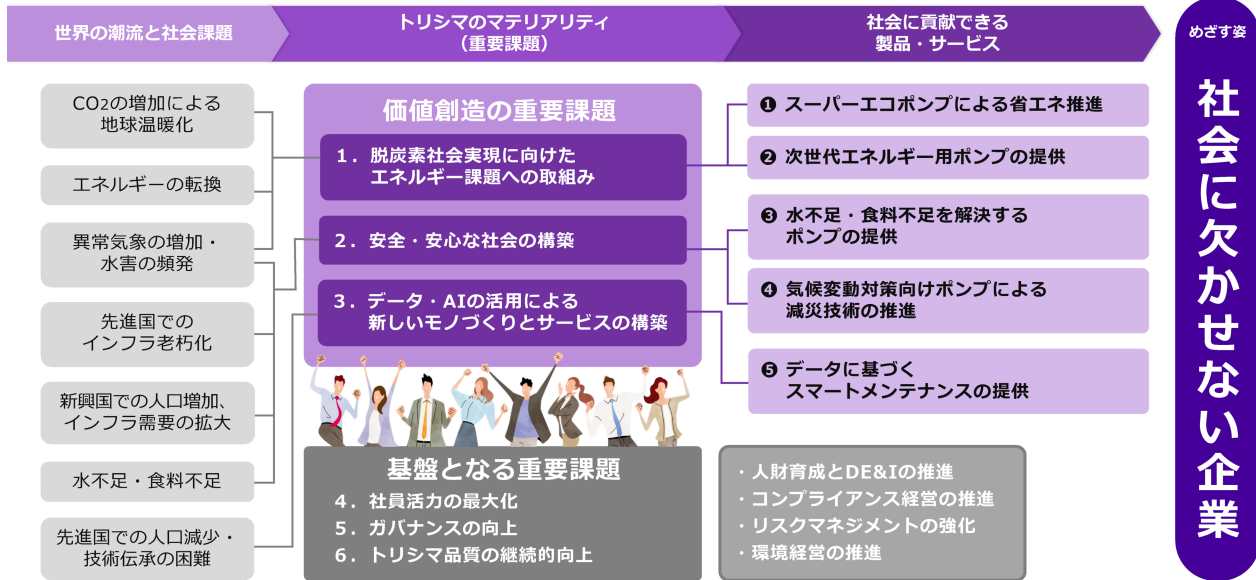 世界の潮流と社会課題
トリシマのマテリアリティ
（重要課題）
社会に貢献できる
製品・サービス
めざす姿
社会に欠かせない企業
CO2の増加による
地球温暖化
エネルギーの転換
異常気象の増加・
水害の頻発
先進国での
インフラ老朽化
新興国での人口増加、
インフラ需要の拡大
水不足・食料不足
先進国での人口減少・
技術伝承の困難
価値創造の重要課題
1．脱炭素社会実現に向けた
エネルギー課題への取組み
2．安全・安心な社会の構築
3．データ・AIの活用による
新しいモノづくりとサービスの構築
基盤となる重要課題
4．社員活力の最大化
5．ガバナンスの向上
6．トリシマ品質の継続的向上
❶ スーパーエコポンプによる省エネ推進
❷ 次世代エネルギー用ポンプの提供
❸ 水不足・食料不足を解決する
ポンプの提供
❹ 気候変動対策向けポンプによる
減災技術の推進
❺ データに基づく
スマートメンテナンスの提供
・人財育成とDE&Iの推進
・コンプライアンス経営の推進
・リスクマネジメントの強化
・環境経営の推進